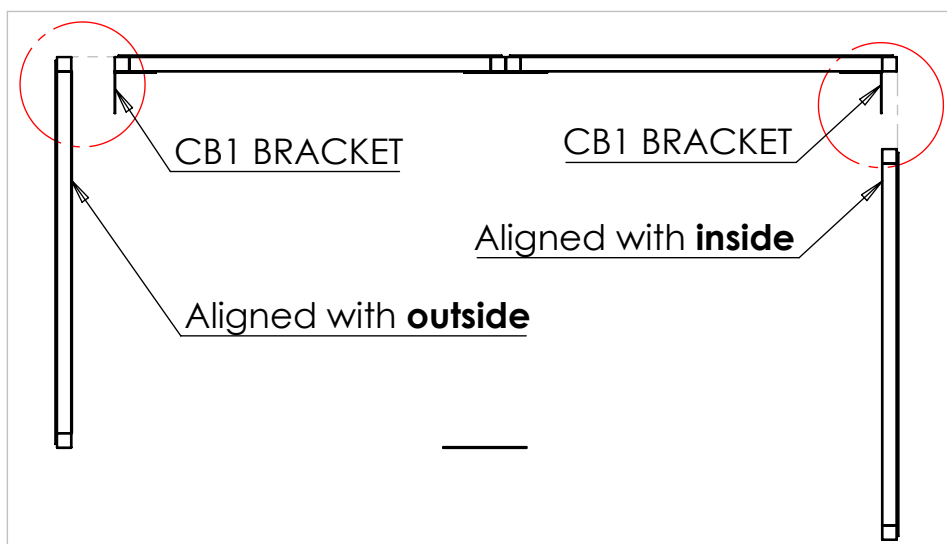 CB1 BRACKET
CB1 BRACKET
Aligned with inside
Aligned with outside